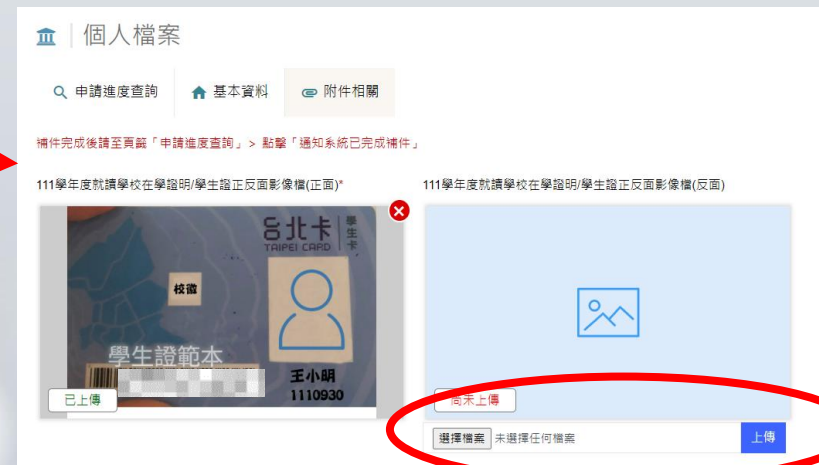 個人檔案
申請進度查詢
基本資料
附件相關
補件完成後請至頁籤「申請進度查詢」 > 點擊「通知系統已完成補件」
111學年度就讀學校在學證明/學生證正反面影像檔(正面)*
台北卡
TAIPEI CARD
學生卡
校徽
學生證範本
王小明
1110930
已上傳
111學年度就讀學校在學證明/學生證正反面影像檔(反面)
尚未上傳
選擇檔案 未選擇任何檔案
上傳